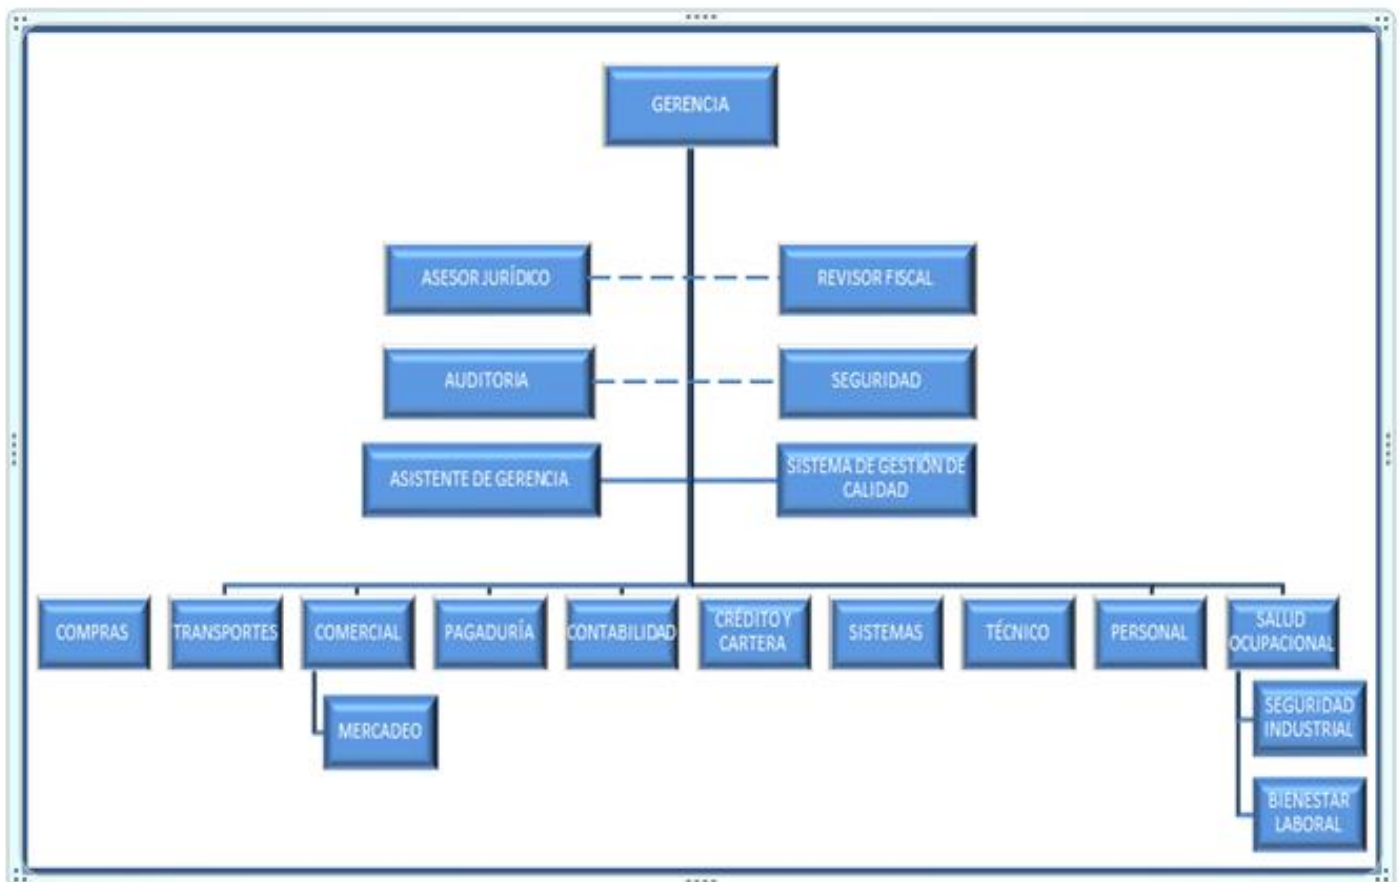 GERENCIA
ASESOR JURÍDICO
REVISOR FISCAL
AUDITORIA
SEGURIDAD
ASISTENTE DE GERENCIA
SISTEMA DE GESTIÓN DE
CALIDAD
COMPRAS
TRANSPORTES
COMERCIAL
PAGADURÍA
CONTABILIDAD
CRÉDITO Y
CARTERA
SISTEMAS
TÉCNICO
PERSONAL
SALUD
OCUPACIONAL
MERCADEO
SEGURIDAD
INDUSTRIAL
BIENESTAR
LABORAL